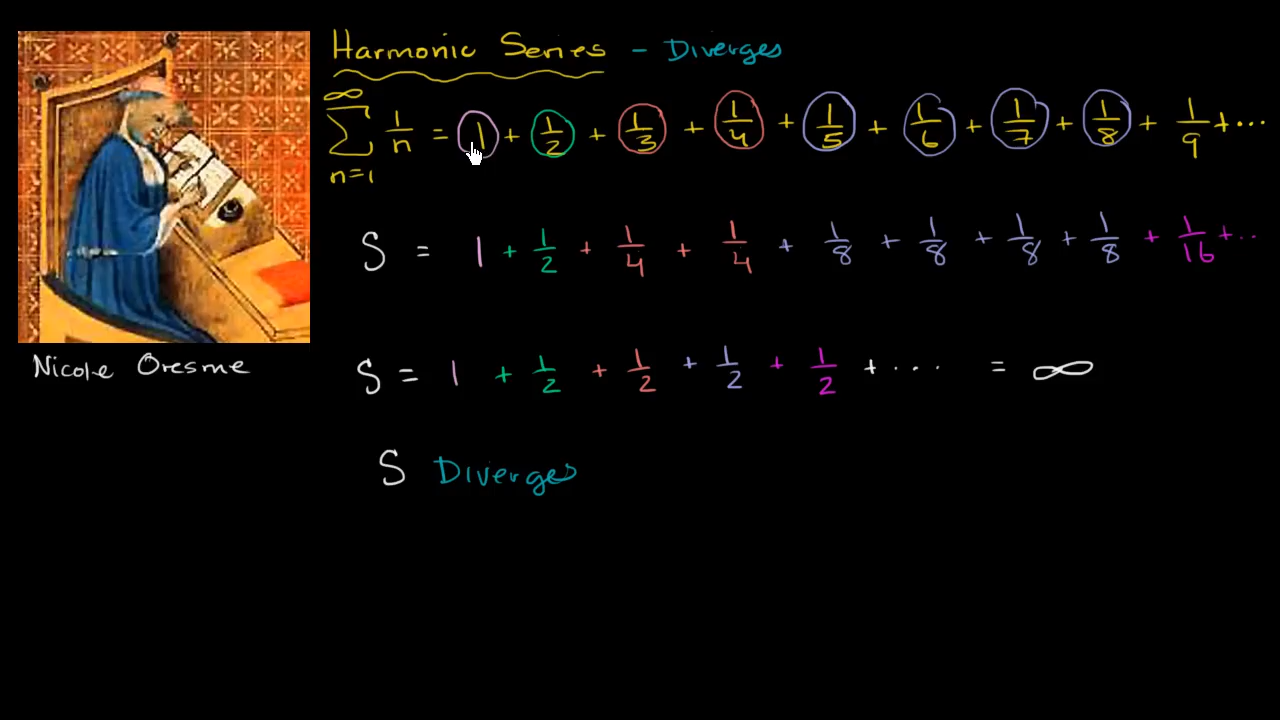 Harmonic Series - Diverges
∞
∑ 1/n = 1 + 1/2 + 1/3 + 1/4 + 1/5 + 1/6 + 1/7 + 1/8 + 1/9 + ...
n=1
S = 1 + 1/2 + 1/4 + 1/4 + 1/8 + 1/8 + 1/8 + 1/8 + 1/16 + ..
Nicole Oresme
S = 1 + 1/2 + 1/2 + 1/2 + 1/2 + ... = ∞
S Diverges